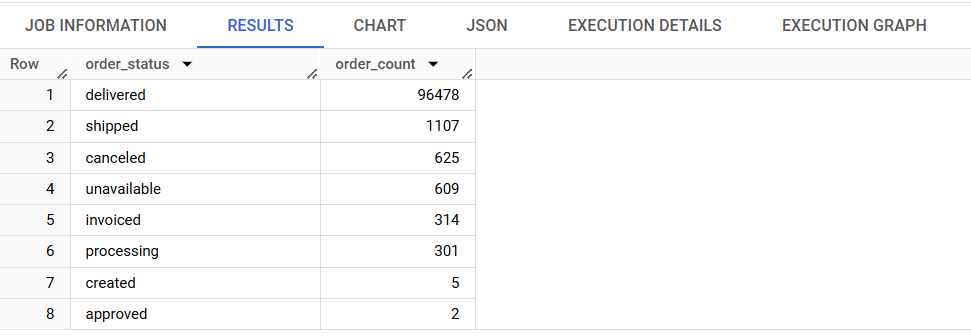 JOB INFORMATION RESULTS CHART JSON EXECUTION DETAILS EXECUTION GRAPH
Row order_status order_count
1 delivered 96478
2 shipped 1107
3 canceled 625
4 unavailable 609
5 invoiced 314
6 processing 301
7 created 5
8 approved 2